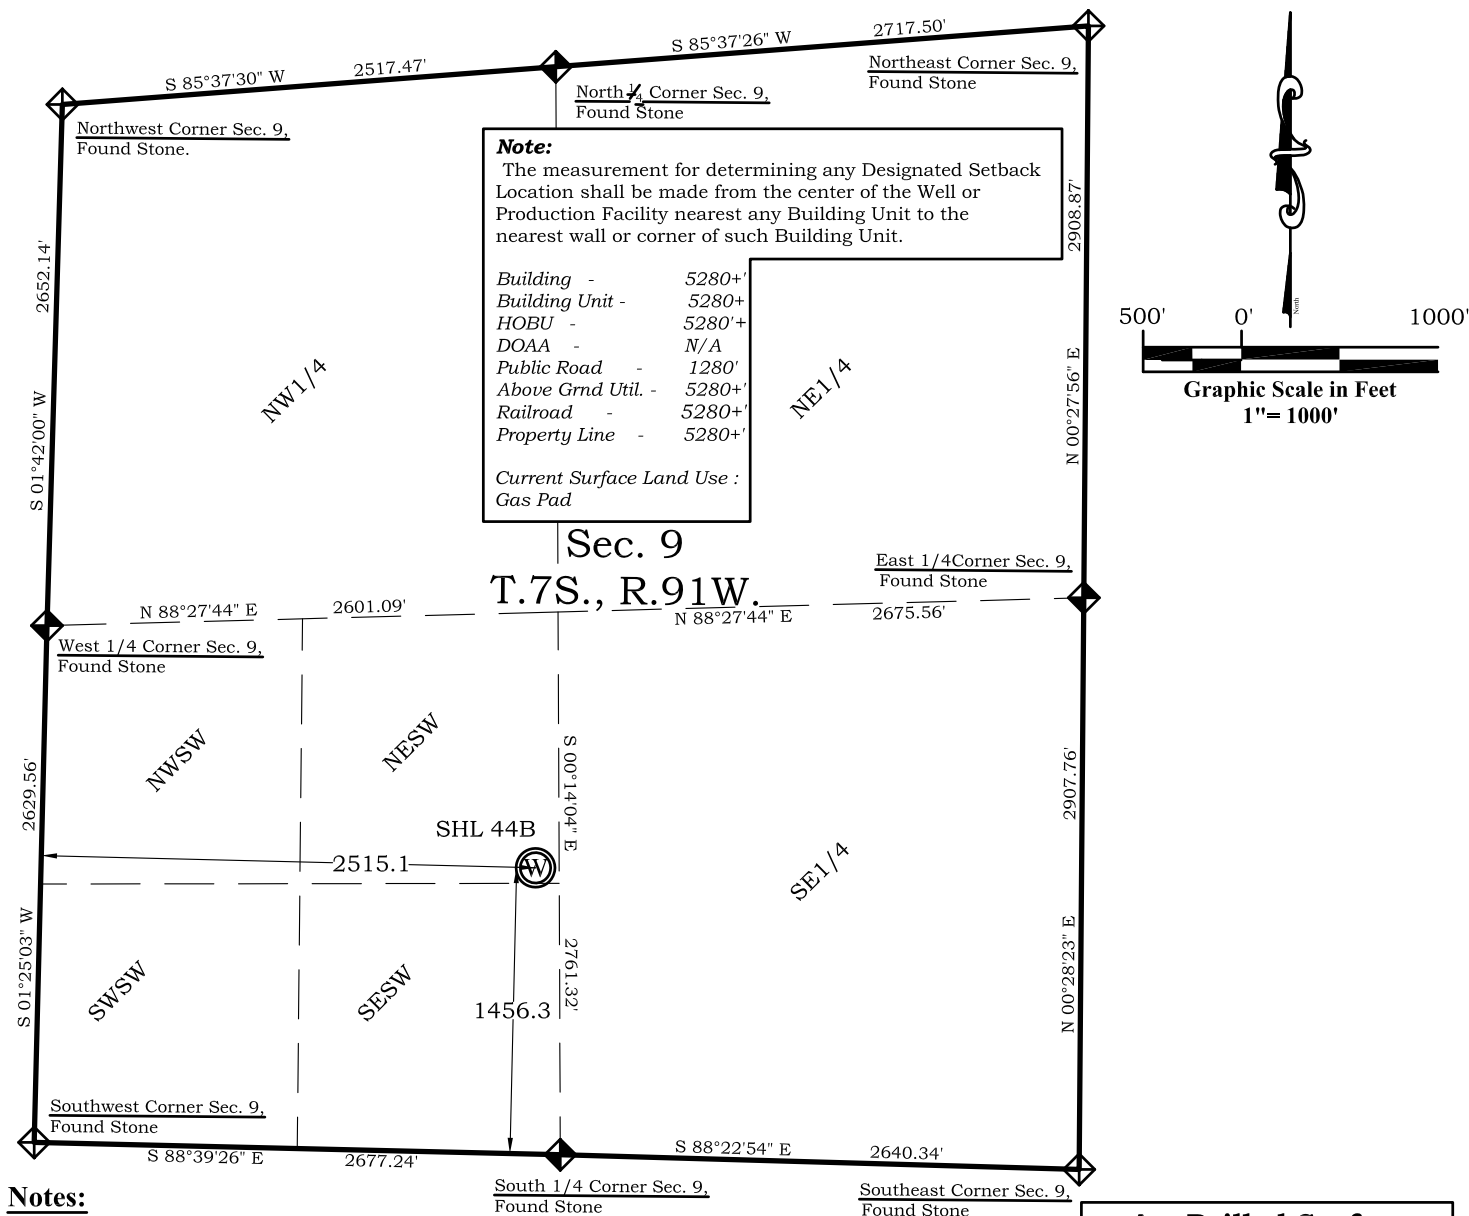 S 85°37'30" W
2517.47'
S 85°37'26" W
2717.50'
Northwest Corner Sec. 9,
Found Stone.
North 1/4 Corner Sec. 9,
Found Stone
Northeast Corner Sec. 9,
Found Stone
North
500'
0'
1000'
Graphic Scale in Feet
1"= 1000'
Note:
The measurement for determining any Designated Setback
Location shall be made from the center of the Well or
Production Facility nearest any Building Unit to the
nearest wall or corner of such Building Unit.
Building - 5280+'
Building Unit - 5280+
HOBU - 5280'+
DOAA - N/A
Public Road - 1280'
Above Grnd Util. - 5280+'
Railroad - 5280+'
Property Line - 5280+'
Current Surface Land Use :
Gas Pad
2652.14'
S 01°42'00" W
NW1/4
NE1/4
2908.87'
N 00°27'56" E
Sec. 9
T.7S., R.91W.
East 1/4Corner Sec. 9,
Found Stone
N 88°27'44" E
2601.09'
N 88°27'44" E
2675.56'
West 1/4 Corner Sec. 9,
Found Stone
NWSW
NESW
S 00°14'04" E
2761.32'
2629.56'
S 01°25'03" W
SHL 44B
W
2515.1
1456.3
SE1/4
2907.76'
N 00°28'23" E
SWSW
SESW
Southwest Corner Sec. 9,
Found Stone
S 88°39'26" E
2677.24'
S 88°22'54" E
2640.34'
South 1/4 Corner Sec. 9,
Found Stone
Southeast Corner Sec. 9,
Found Stone
Notes: